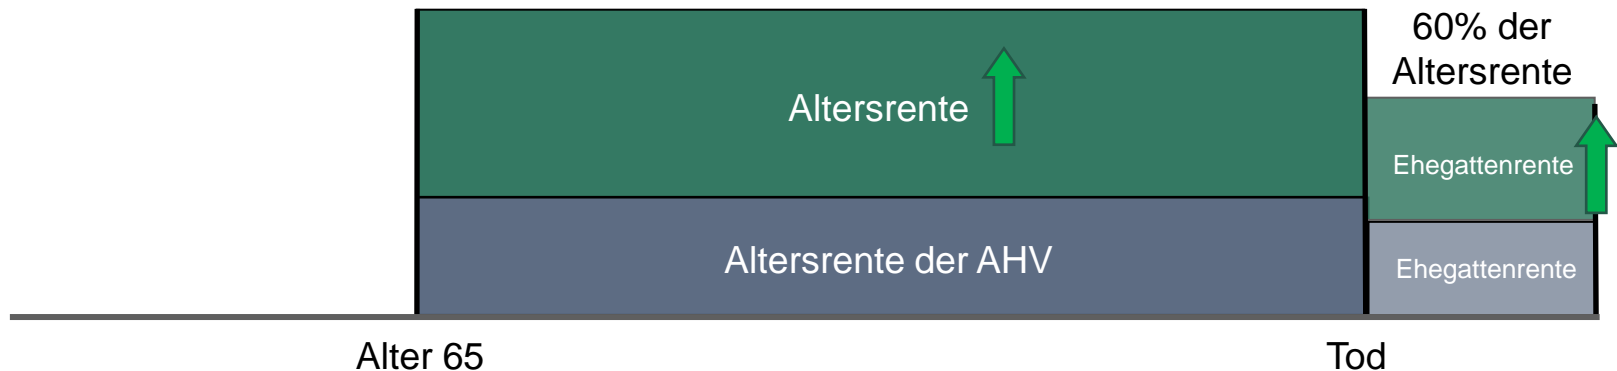 60% der
Altersrente
Altersrente
Ehegattenrente
Altersrente der AHV
Ehegattenrente
Alter 65
Tod